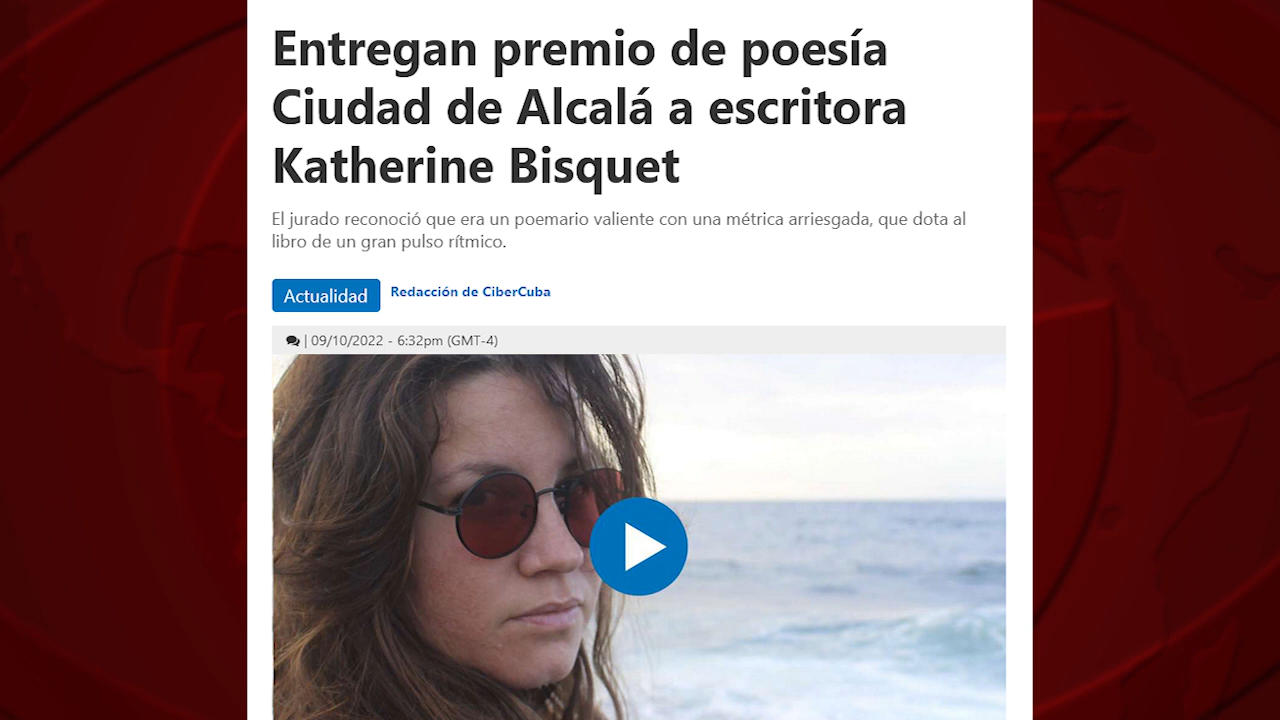 Entregan premio de poesía
Ciudad de Alcalá a escritora
Katherine Bisquet
El jurado reconoció que era un poemario valiente con una métrica arriesgada, que dota al
libro de un gran pulso rítmico.
Actualidad Redacción de CiberCuba
| 09/10/2022 - 6:32pm (GMT-4)